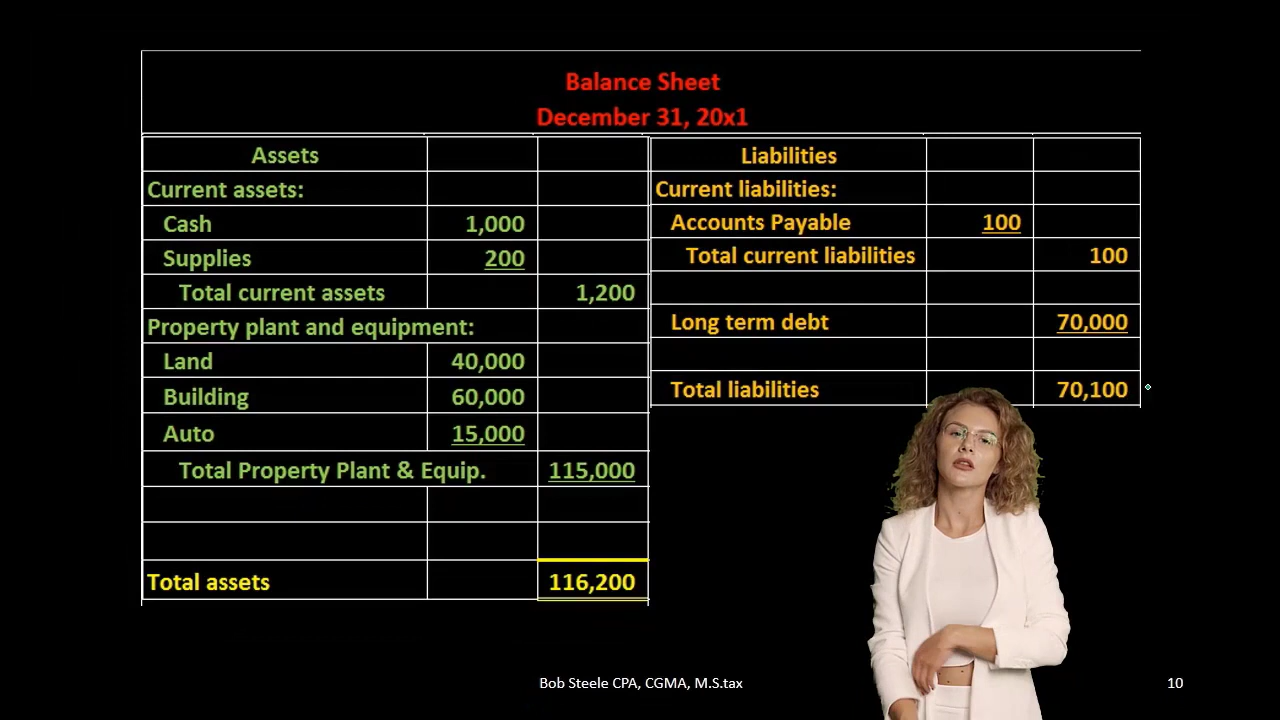 Balance Sheet
December 31, 20x1
Assets
Current assets:
Cash 1,000
Supplies 200
Total current assets 1,200
Property plant and equipment:
Land 40,000
Building 60,000
Auto 15,000
Total Property Plant & Equip. 115,000
Total assets 116,200
Liabilities
Current liabilities:
Accounts Payable 100
Total current liabilities 100
Long term debt 70,000
Total liabilities 70,100
Bob Steele CPA, CGMA, M.S.tax
10